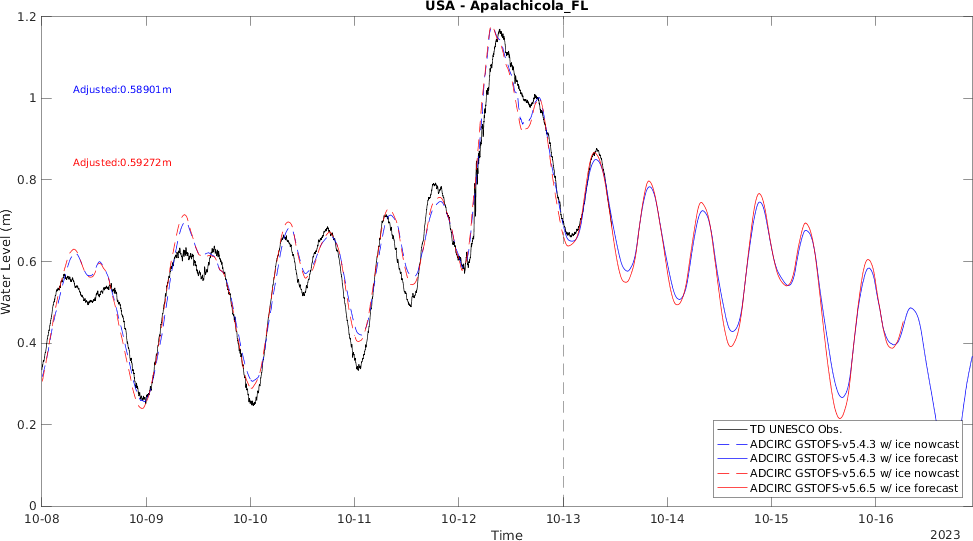 USA - Apalachicola_FL
1.2
1
0.8
0.6
0.4
0.2
0
Water Level (m)
Adjusted:0.58901m
Adjusted:0.59272m
TD UNESCO Obs.
ADCIRC GSTOFS-v5.4.3 w/ ice nowcast
ADCIRC GSTOFS-v5.4.3 w/ ice forecast
ADCIRC GSTOFS-v5.6.5 w/ ice nowcast
ADCIRC GSTOFS-v5.6.5 w/ ice forecast
10-08 10-09 10-10 10-11 10-12 10-13 10-14 10-15 10-16
Time
2023